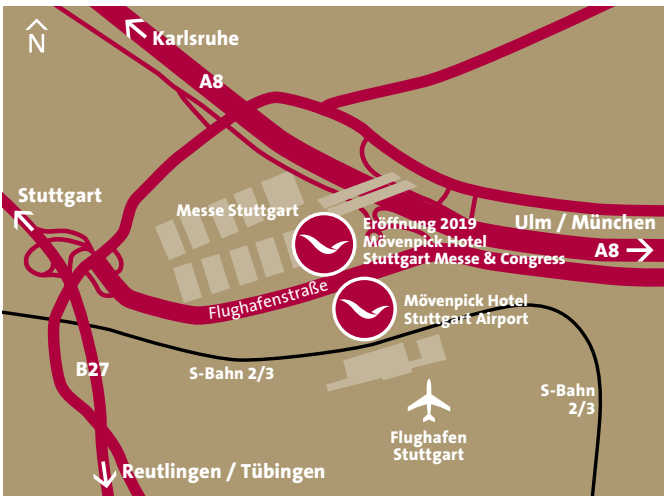 N
Karlsruhe
A8
Stuttgart
Messe Stuttgart
Eröffnung 2019
Mövenpick Hotel
Stuttgart Messe & Congress
Ulm / München
A8
Flughafenstraße
Mövenpick Hotel
Stuttgart Airport
B27
S-Bahn 2/3
S-Bahn
2/3
Flughafen
Stuttgart
Reutlingen / Tübingen